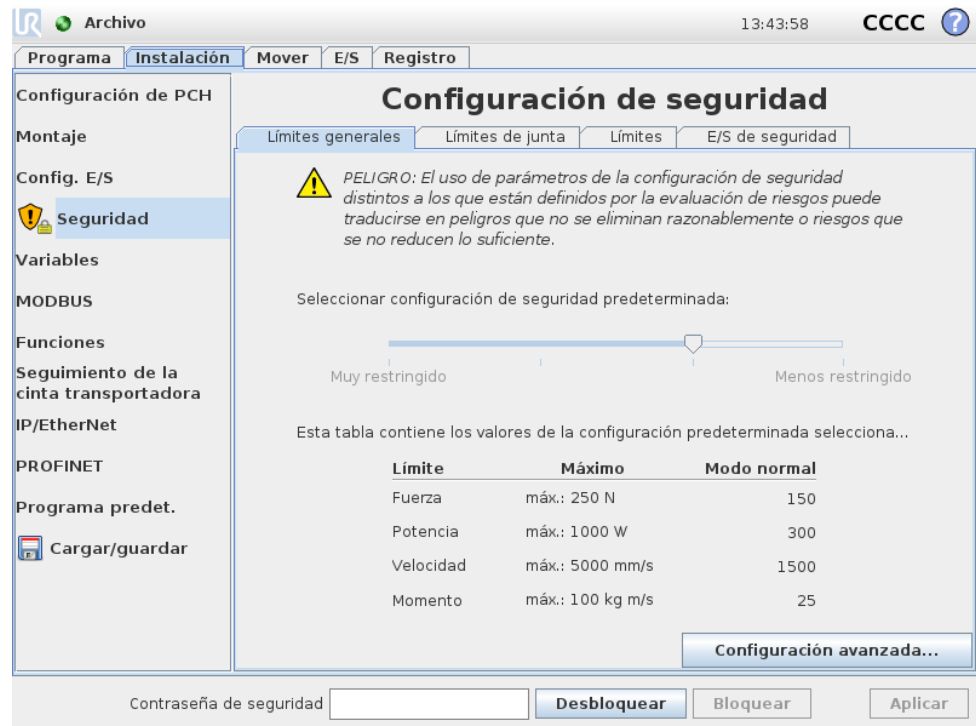 UR Archivo 13:43:58 CCCC ?
Programa Instalación Mover E/S Registro
Configuración de PCH
Montaje
Config. E/S
Seguridad
Variables
MODBUS
Funciones
Seguimiento de la
cinta transportadora
IP/EtherNet
PROFINET
Programa predet.
Cargar/guardar
Configuración de seguridad
Límites generales Límites de junta Límites E/S de seguridad
PELIGRO: El uso de parámetros de la configuración de seguridad
distintos a los que están definidos por la evaluación de riesgos puede
traducirse en peligros que no se eliminan razonablemente o riesgos que
se no reducen lo suficiente.
Seleccionar configuración de seguridad predeterminada:
Muy restringido Menos restringido
Esta tabla contiene los valores de la configuración predeterminada selecciona...
Límite Máximo Modo normal
Fuerza máx.: 250 N 150
Potencia máx.: 1000 W 300
Velocidad máx.: 5000 mm/s 1500
Momento máx.: 100 kg m/s 25
Configuración avanzada...
Contraseña de seguridad Desbloquear Bloquear Aplicar